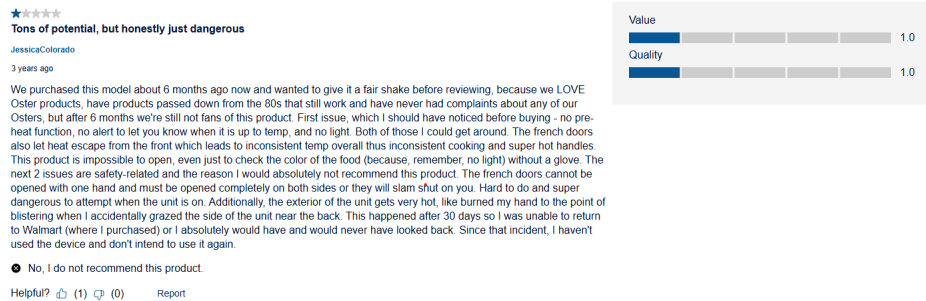 Tons of potential, but honestly just dangerous
JessicaColorado
3 years ago
We purchased this model about 6 months ago now and wanted to give it a fair shake before reviewing, because we LOVE
Oster products, have products passed down from the 80s that still work and have never had complaints about any of our
Osters, but after 6 months we're still not fans of this product. First issue, which I should have noticed before buying - no pre-
heat function, no alert to let you know when it is up to temp, and no light. Both of those I could get around. The french doors
also let heat escape from the front which leads to inconsistent temp overall thus inconsistent cooking and super hot handles.
This product is impossible to open, even just to check the color of the food (because, remember, no light) without a glove. The
next 2 issues are safety-related and the reason I would absolutely not recommend this product. The french doors cannot be
opened with one hand and must be opened completely on both sides or they will slam shut on you. Hard to do and super
dangerous to attempt when the unit is on. Additionally, the exterior of the unit gets very hot, like burned my hand to the point of
blistering when I accidentally grazed the side of the unit near the back. This happened after 30 days so I was unable to return
to Walmart (where I purchased) or I absolutely would have and would never have looked back. Since that incident, I haven't
used the device and don't intend to use it again.
No, I do not recommend this product.
Helpful? (1) (0) Report
Value
1.0
Quality
1.0